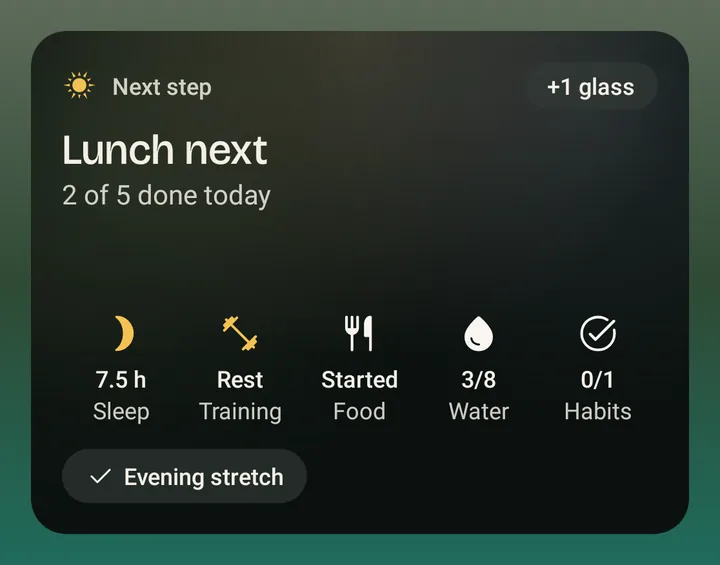 Next step
+1 glass
Lunch next
2 of 5 done today
7.5 h
Rest
Started
3/8
0/1
Sleep
Training
Food
Water
Habits
Evening stretch